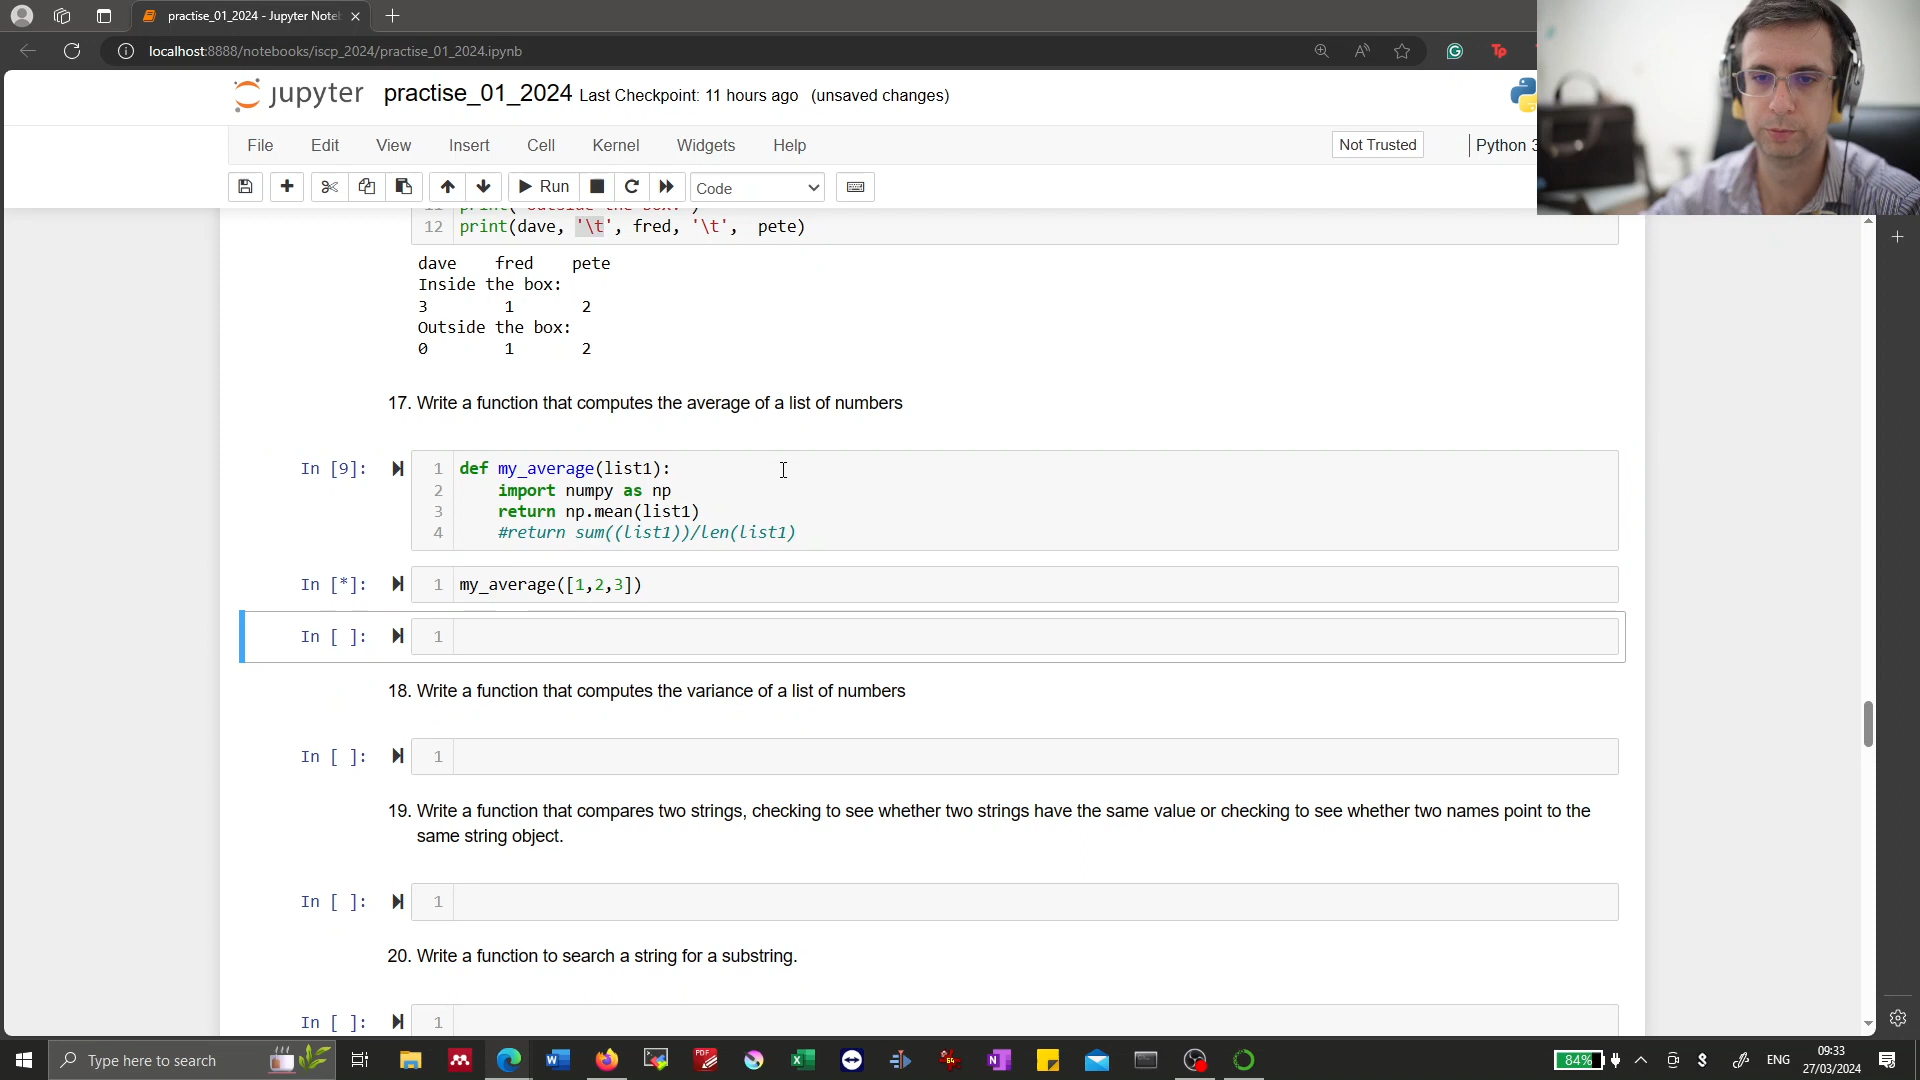 practise_01_2024 - Jupyter Note
localhost:8888/notebooks/iscp_2024/practise_01_2024.ipynb
jupyter practise_01_2024 Last Checkpoint: 11 hours ago (unsaved changes)
File Edit View Insert Cell Kernel Widgets Help Not Trusted Python 3
Run Code
12 print(dave, '\t', fred, '\t',  pete)
dave fred pete
Inside the box:
3 1 2
Outside the box:
0 1 2
17. Write a function that computes the average of a list of numbers
In [9]: 1 def my_average(list1):
2 import numpy as np
3 return np.mean(list1)
4 #return sum((list1))/len(list1)
In [*]: 1 my_average([1,2,3])
In [ ]: 1
18. Write a function that computes the variance of a list of numbers
In [ ]: 1
19. Write a function that compares two strings, checking to see whether two strings have the same value or checking to see whether two names point to the
same string object.
In [ ]: 1
20. Write a function to search a string for a substring.
In [ ]: 1
Type here to search
84%
ENG
09:33
27/03/2024